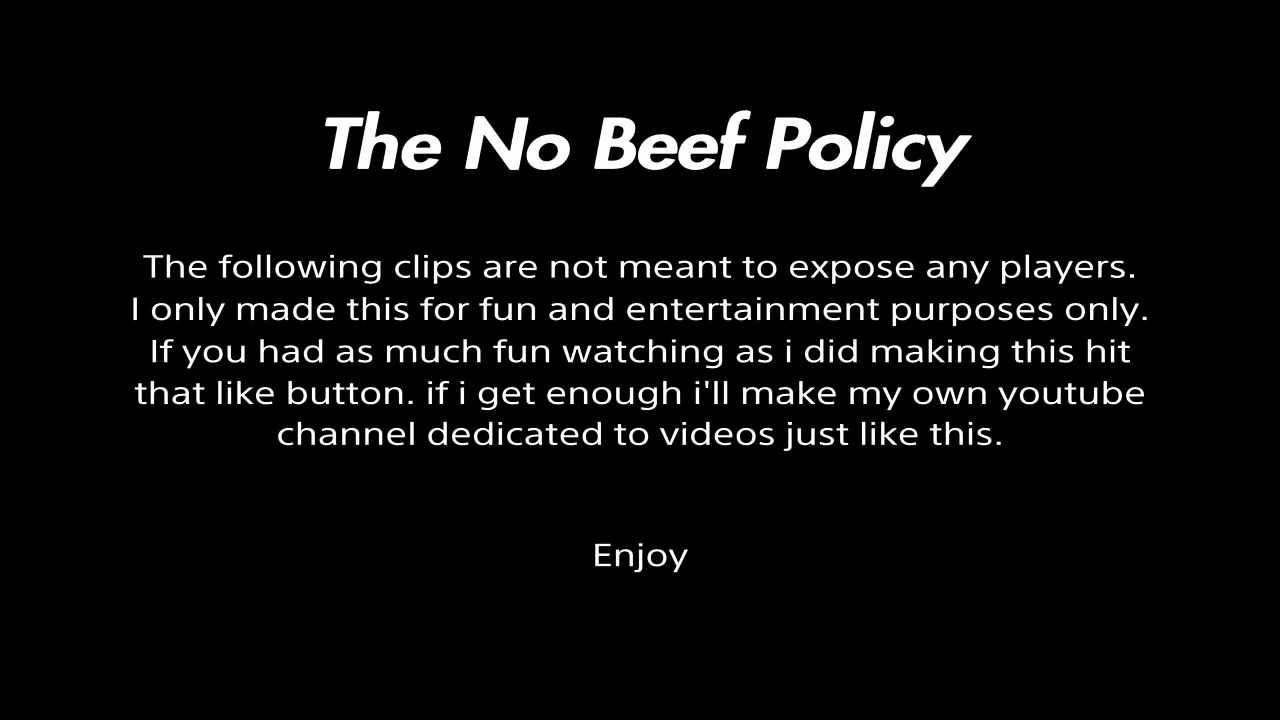 The No Beef Policy
The following clips are not meant to expose any players.
I only made this for fun and entertainment purposes only.
If you had as much fun watching as i did making this hit
that like button. if i get enough i'll make my own youtube
channel dedicated to videos just like this.
Enjoy